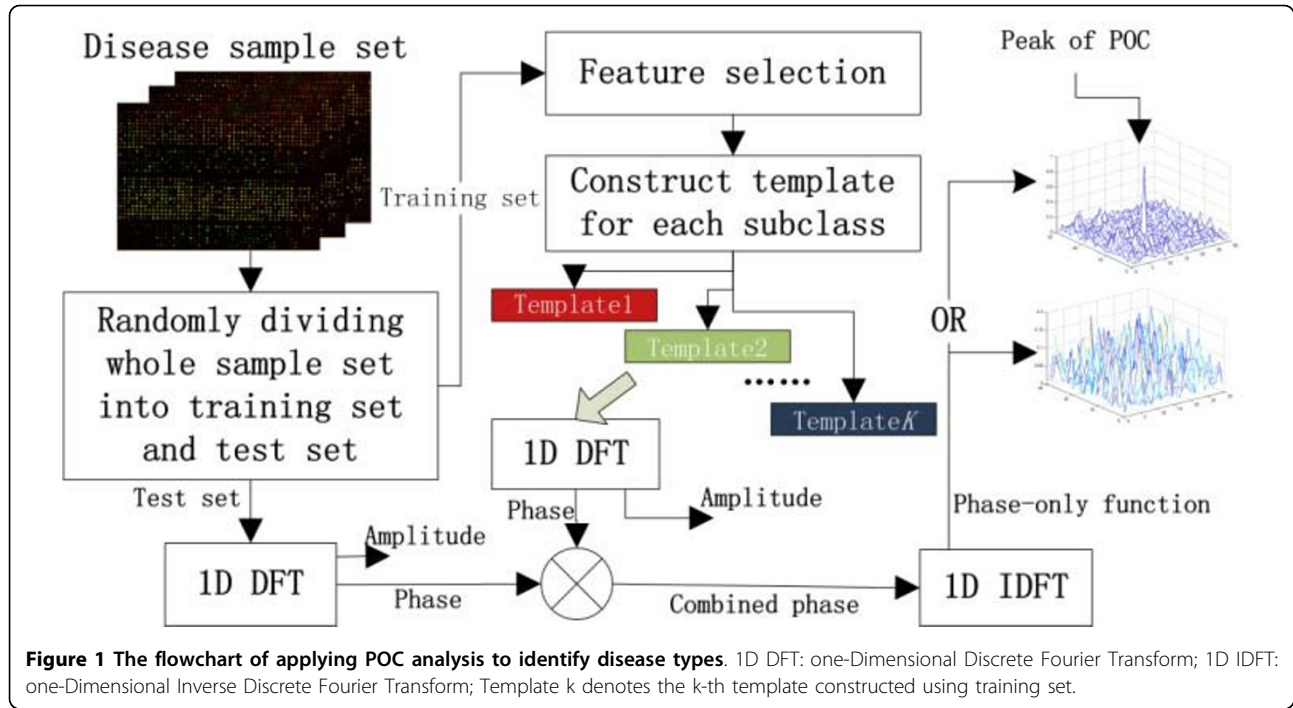 Disease sample set
Randomly dividing
whole sample set
into training set
and test set
Training set
Test set
Feature selection
Construct template
for each subclass
Template1
Template2
......
TemplateK
1D DFT
Phase
Amplitude
1D DFT
Amplitude
Phase
Combined phase
1D IDFT
Phase-only function
OR
Peak of POC
Figure 1 The flowchart of applying POC analysis to identify disease types. 1D DFT: one-Dimensional Discrete Fourier Transform; 1D IDFT:
one-Dimensional Inverse Discrete Fourier Transform; Template k denotes the k-th template constructed using training set.